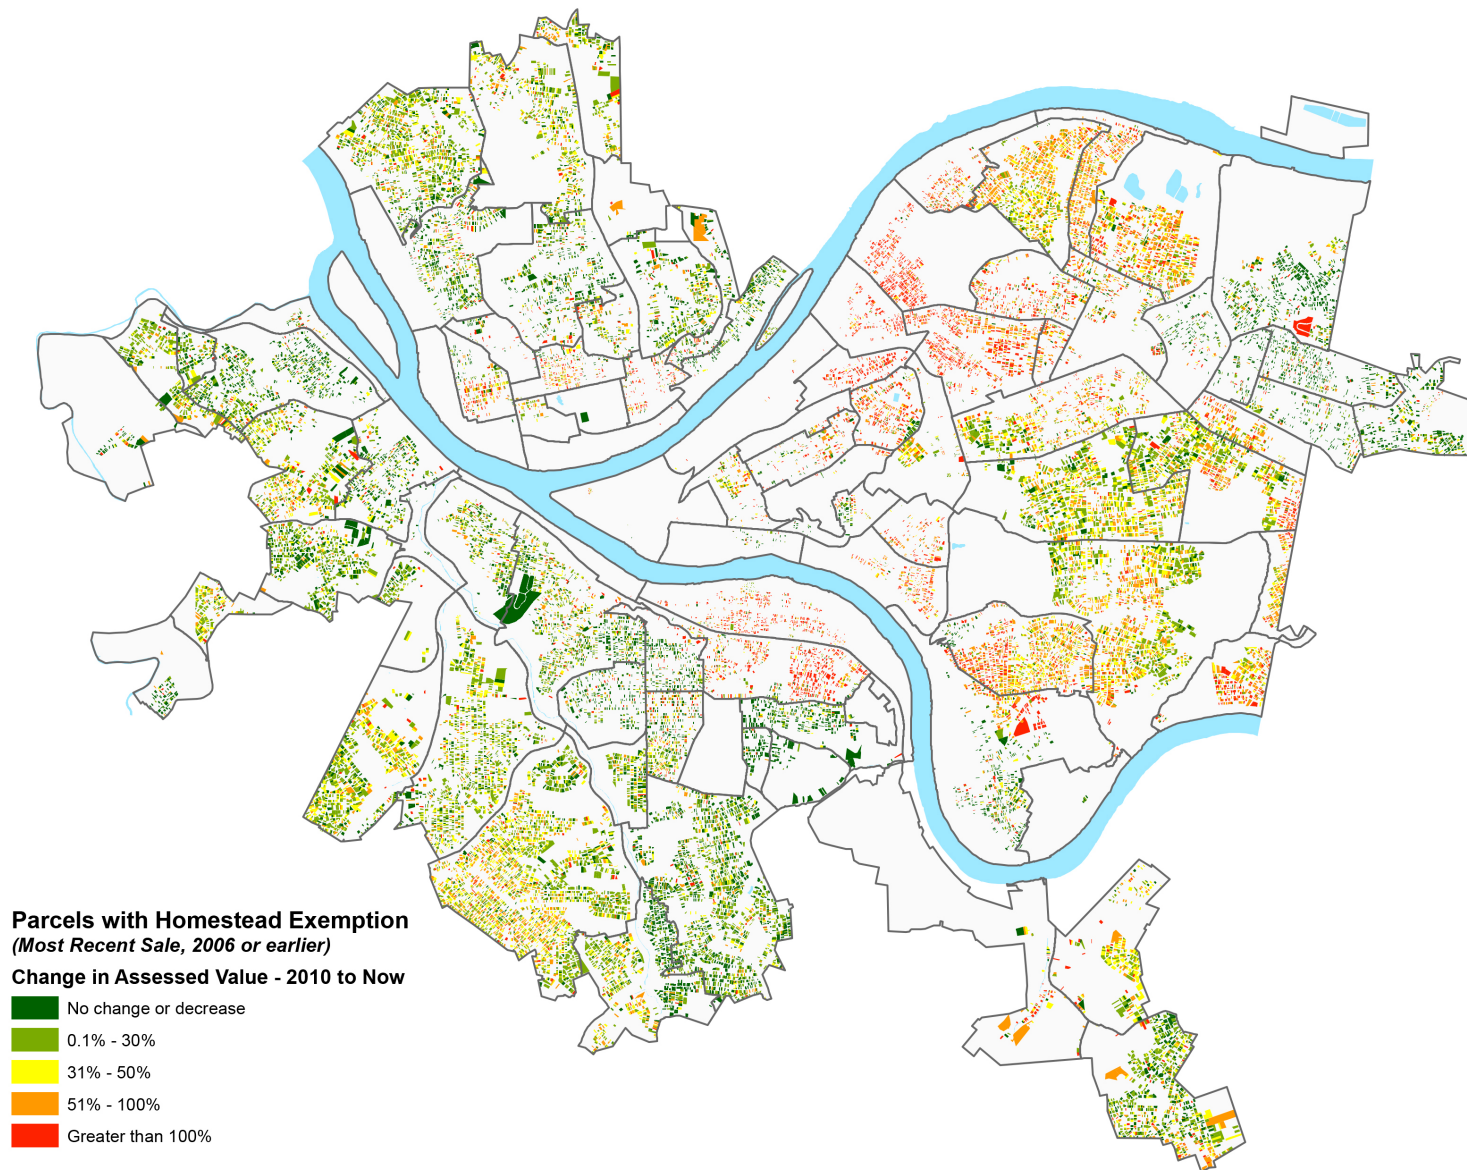 Parcels with Homestead Exemption
(Most Recent Sale, 2006 or earlier)
Change in Assessed Value - 2010 to Now
No change or decrease
0.1% - 30%
31% - 50%
51% - 100%
Greater than 100%